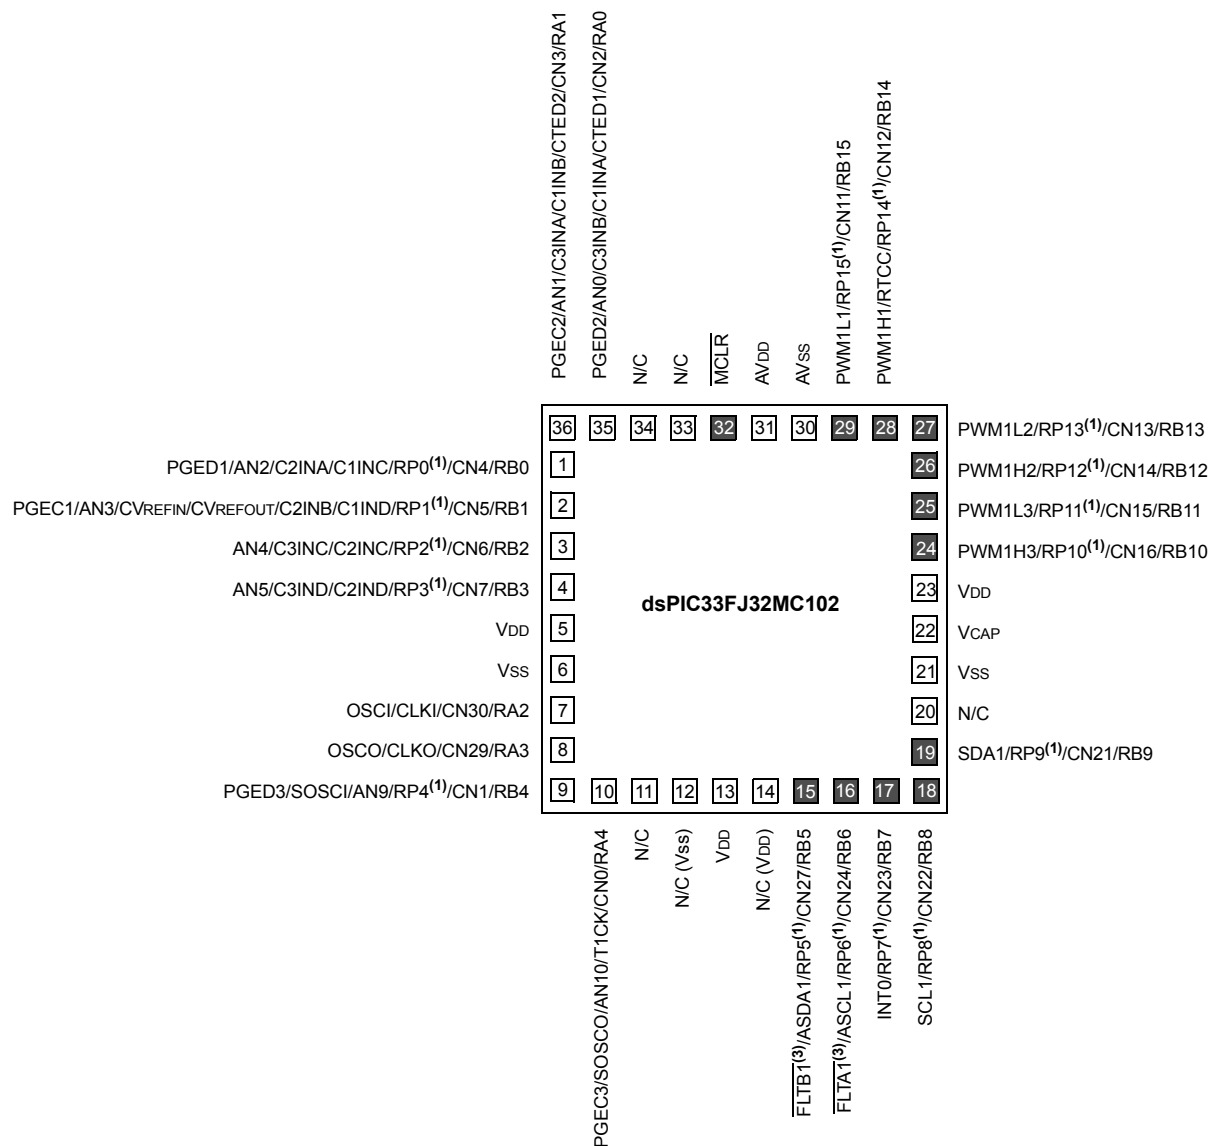 PGEC2/AN1/C3INA/C1INB/CTED2/CN3/RA1
PGED2/AN0/C3INB/C1INA/CTED1/CN2/RA0
N/C
N/C
MCLR
AVDD
AVSS
PWM1L1/RP15(1)/CN11/RB15
PWM1H1/RTCC/RP14(1)/CN12/RB14
36 35 34 33 32 31 30 29 28 27 PWM1L2/RP13(1)/CN13/RB13
PGED1/AN2/C2INA/C1INC/RP0(1)/CN4/RB0 1 26 PWM1H2/RP12(1)/CN14/RB12
PGEC1/AN3/CVREFIN/CVREFOUT/C2INB/C1IND/RP1(1)/CN5/RB1 2 25 PWM1L3/RP11(1)/CN15/RB11
AN4/C3INC/C2INC/RP2(1)/CN6/RB2 3 24 PWM1H3/RP10(1)/CN16/RB10
AN5/C3IND/C2IND/RP3(1)/CN7/RB3 4 dsPIC33FJ32MC102 23 VDD
VDD 5 22 VCAP
VSS 6 21 VSS
OSCI/CLKI/CN30/RA2 7 20 N/C
OSCO/CLKO/CN29/RA3 8 19 SDA1/RP9(1)/CN21/RB9
PGED3/SOSCI/AN9/RP4(1)/CN1/RB4 9 10 11 12 13 14 15 16 17 18
PGEC3/SOSCO/AN10/T1CK/CN0/RA4
N/C
N/C (Vss)
VDD
N/C (VDD)
FLTB1(3)/ASDA1/RP5(1)/CN27/RB5
FLTA1(3)/ASCL1/RP6(1)/CN24/RB6
INT0/RP7(1)/CN23/RB7
SCL1/RP8(1)/CN22/RB8